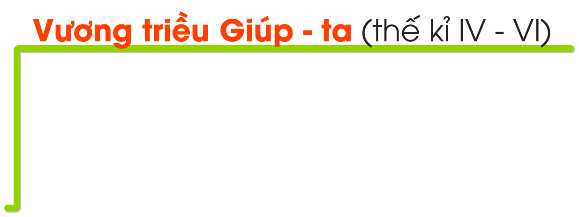 Vương triều Giúp - ta (thế kỉ IV - VI)